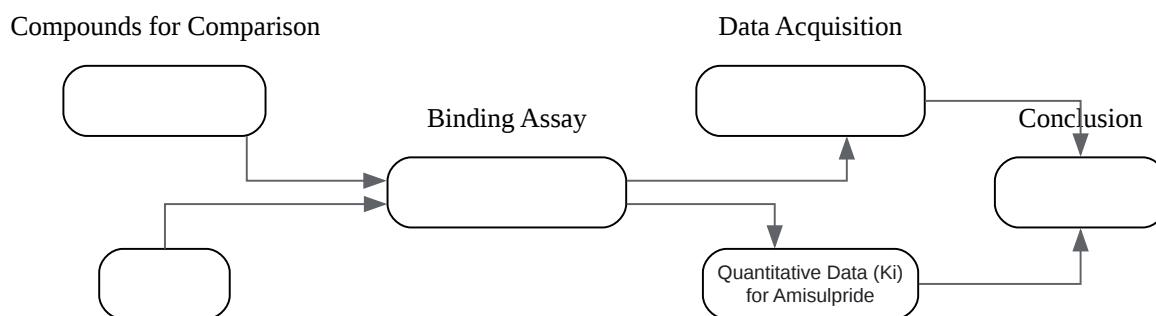 Compounds for Comparison
Data Acquisition
Binding Assay
Conclusion
Quantitative Data (Ki)
for Amisulpride